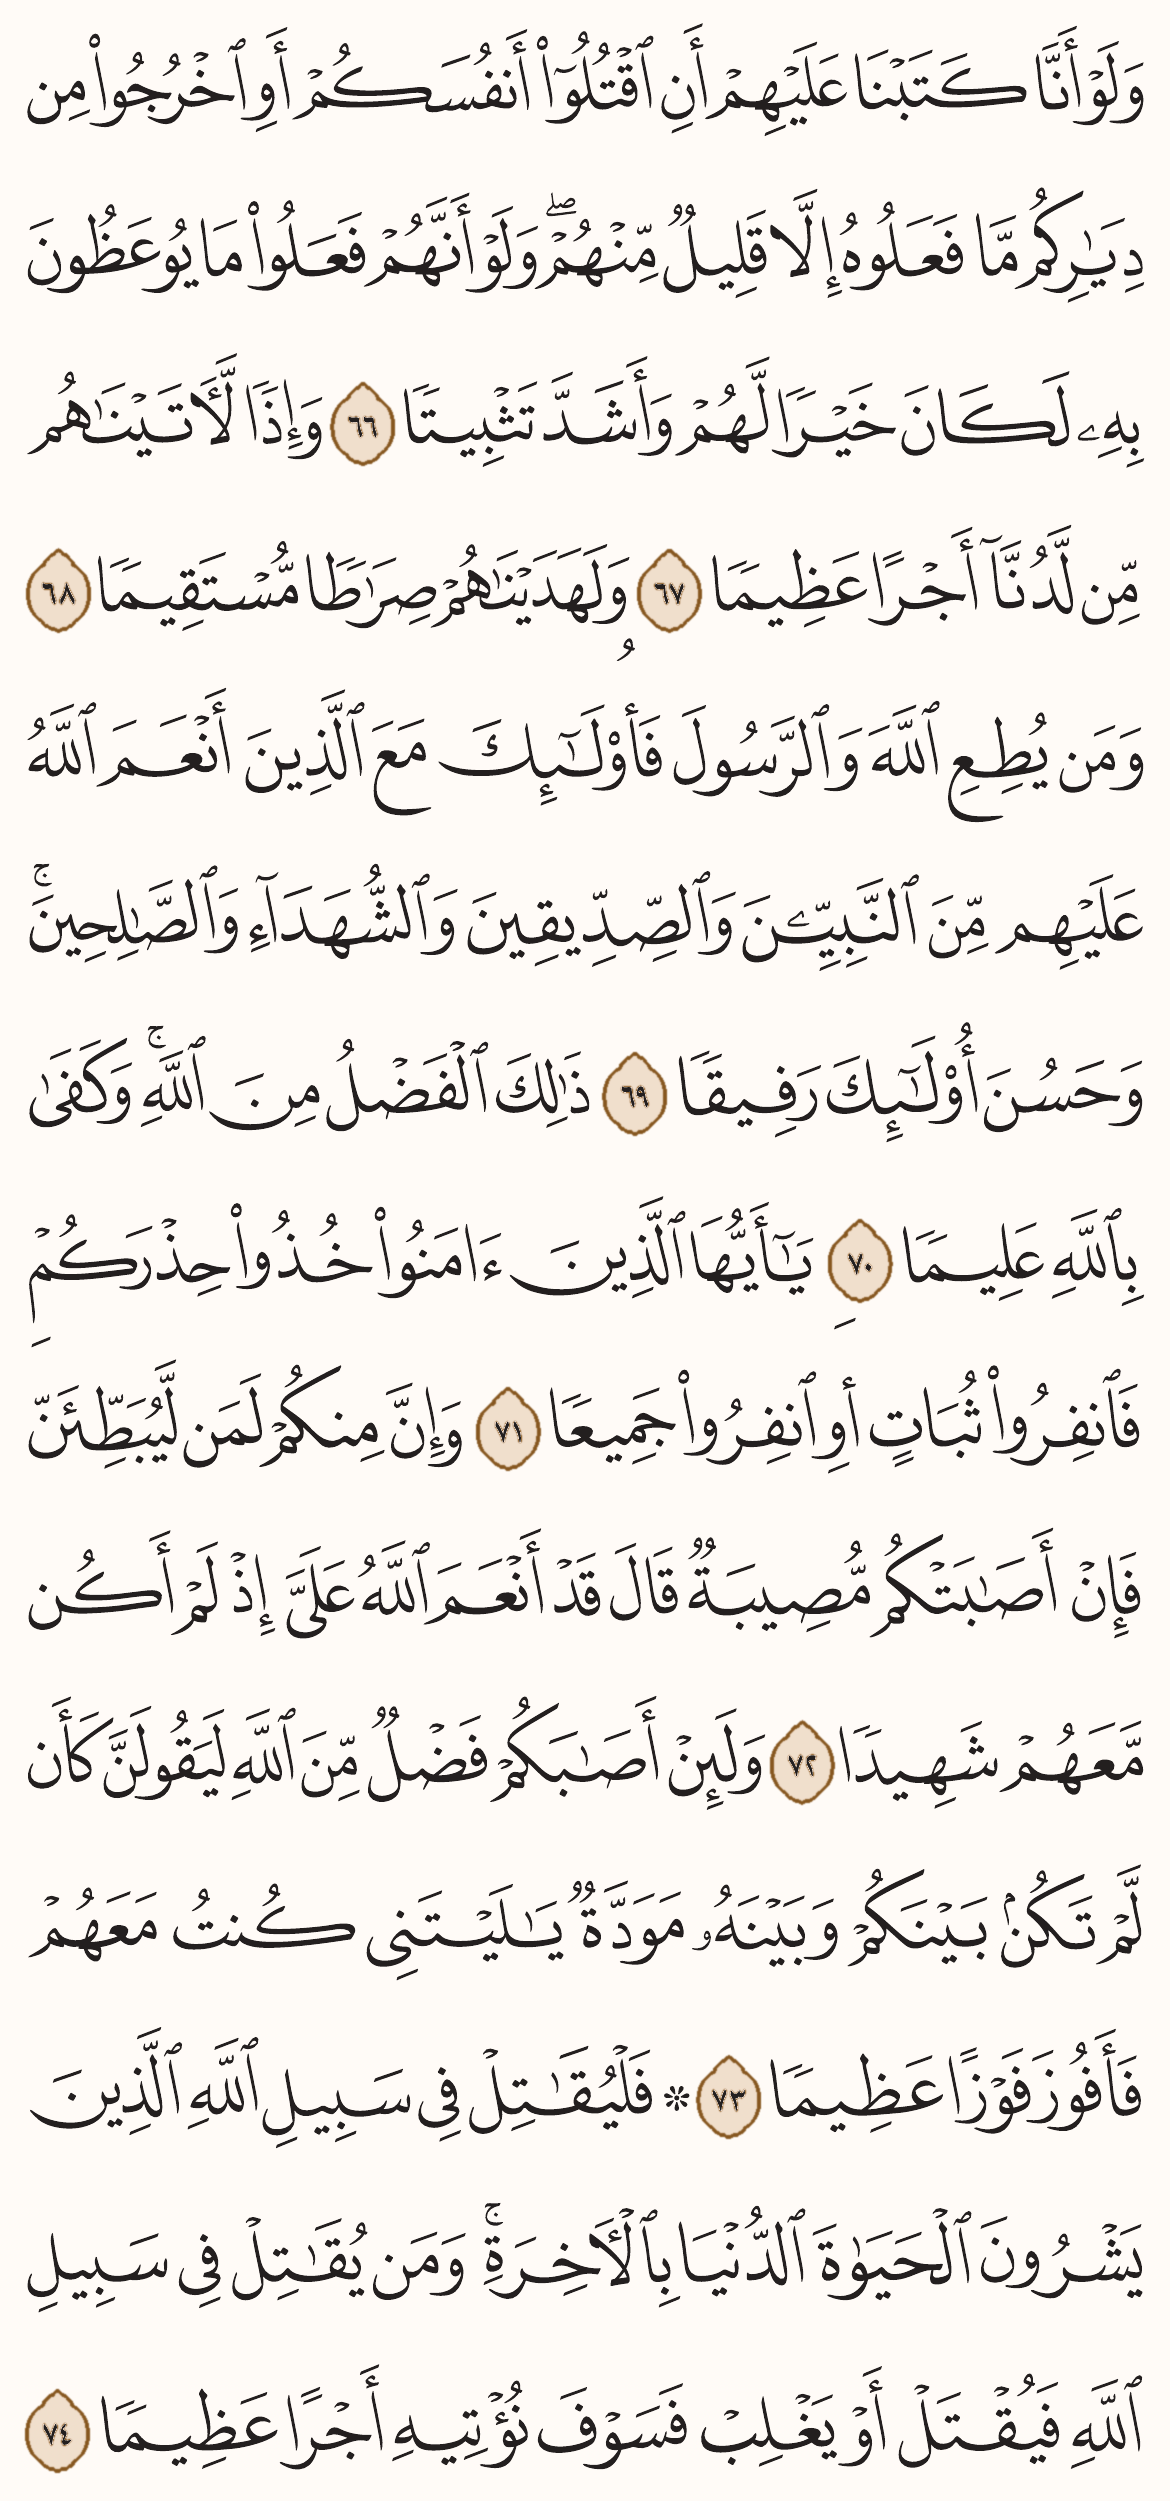 وَلَوْ أَنَّا كَتَبْنَا عَلَيْهِمْ أَنِ ٱقْتُلُوٓا۟ أَنفُسَكُمْ أَوِ ٱخْرُجُوا۟ مِن
دِيَـٰرِكُم مَّا فَعَلُوهُ إِلَّا قَلِيلٌ مِّنْهُمْ ۖ وَلَوْ أَنَّهُمْ فَعَلُوا۟ مَا يُوعَظُونَ
بِهِۦ لَكَانَ خَيْرًا لَّهُمْ وَأَشَدَّ تَثْبِيتًا ٦٦ وَإِذًا لَّـَٔاتَيْنَـٰهُم
مِّن لَّدُنَّآ أَجْرًا عَظِيمًا ٦٧ وَلَهَدَيْنَـٰهُمْ صِرَٰطًا مُّسْتَقِيمًا ٦٨
وَمَن يُطِعِ ٱللَّهَ وَٱلرَّسُولَ فَأُو۟لَـٰٓئِكَ مَعَ ٱلَّذِينَ أَنْعَمَ ٱللَّهُ
عَلَيْهِم مِّنَ ٱلنَّبِيِّـۧنَ وَٱلصِّدِّيقِينَ وَٱلشُّهَدَآءِ وَٱلصَّـٰلِحِينَ ۚ
وَحَسُنَ أُو۟لَـٰٓئِكَ رَفِيقًا ٦٩ ذَٰلِكَ ٱلْفَضْلُ مِنَ ٱللَّهِ ۚ وَكَفَىٰ
بِٱللَّهِ عَلِيمًا ٧٠ يَـٰٓأَيُّهَا ٱلَّذِينَ ءَامَنُوا۟ خُذُوا۟ حِذْرَكُمْ
فَٱنفِرُوا۟ ثُبَاتٍ أَوِ ٱنفِرُوا۟ جَمِيعًا ٧١ وَإِنَّ مِنكُمْ لَمَن لَّيُبَطِّئَنَّ
فَإِنْ أَصَـٰبَتْكُم مُّصِيبَةٌ قَالَ قَدْ أَنْعَمَ ٱللَّهُ عَلَىَّ إِذْ لَمْ أَكُن
مَّعَهُمْ شَهِيدًا ٧٢ وَلَئِنْ أَصَـٰبَكُمْ فَضْلٌ مِّنَ ٱللَّهِ لَيَقُولَنَّ كَأَن
لَّمْ تَكُنۢ بَيْنَكُمْ وَبَيْنَهُۥ مَوَدَّةٌ يَـٰلَيْتَنِى كُنتُ مَعَهُمْ
فَأَفُوزَ فَوْزًا عَظِيمًا ٧٣ ۞ فَلْيُقَـٰتِلْ فِى سَبِيلِ ٱللَّهِ ٱلَّذِينَ
يَشْرُونَ ٱلْحَيَوٰةَ ٱلدُّنْيَا بِٱلْـَٔاخِرَةِ ۚ وَمَن يُقَـٰتِلْ فِى سَبِيلِ
ٱللَّهِ فَيُقْتَلْ أَوْ يَغْلِبْ فَسَوْفَ نُؤْتِيهِ أَجْرًا عَظِيمًا ٧٤